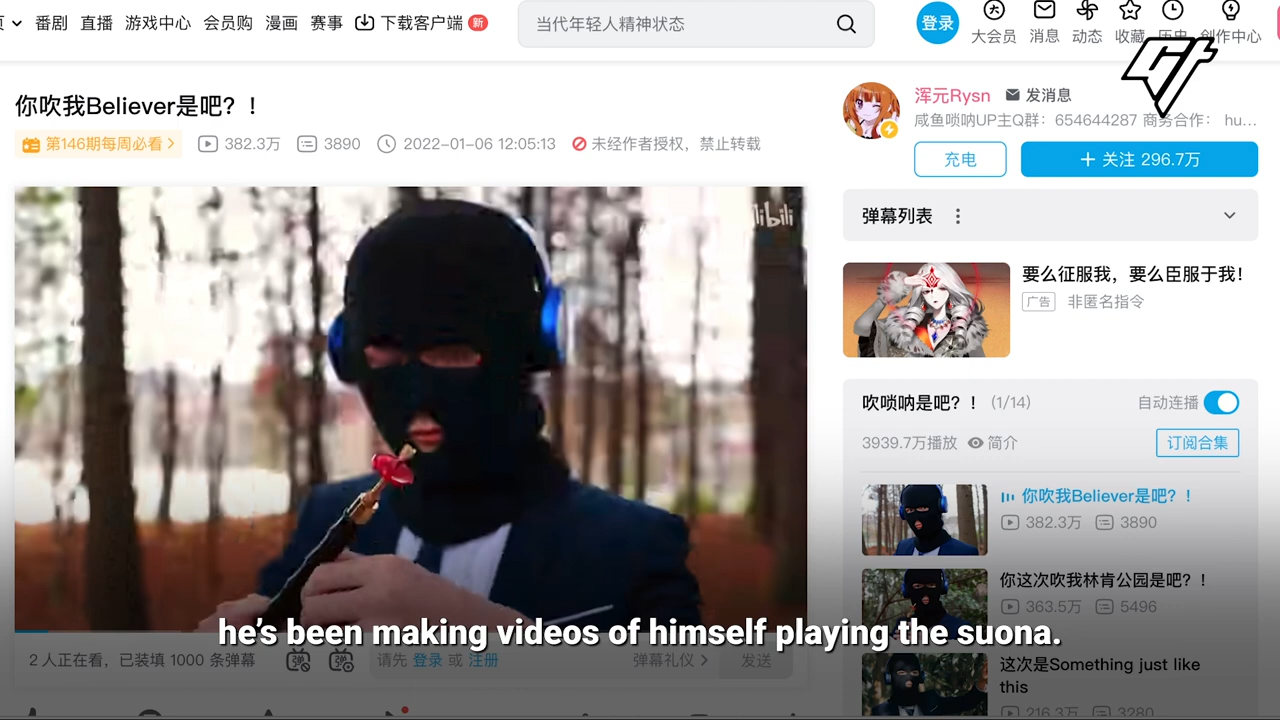 番剧 直播 游戏中心 会员购 漫画 赛事 下载客户端 新
当代年轻人精神状态
登录 大会员 消息 动态 收藏 历史 创作中心
你吹我Believer是吧？！
第146期每周必看 382.3万 3890 2022-01-06 12:05:13 未经作者授权，禁止转载
浑元Rysn 发消息
咸鱼唢呐UP主Q群：654644287 商务合作： hu...
充电
+ 关注 296.7万
弹幕列表
要么征服我，要么臣服于我！
广告 非匿名指令
吹唢呐是吧？！ (1/14) 自动连播
3939.7万播放 简介 订阅合集
你吹我Believer是吧？！
382.3万 3890
你这次吹我林肯公园是吧？！
363.5万 5496
这次是Something just like
this
216.3万 3280
he's been making videos of himself playing the suona.
2 人正在看，已装填 1000 条弹幕 请先 登录 或 注册 弹幕礼仪 发送